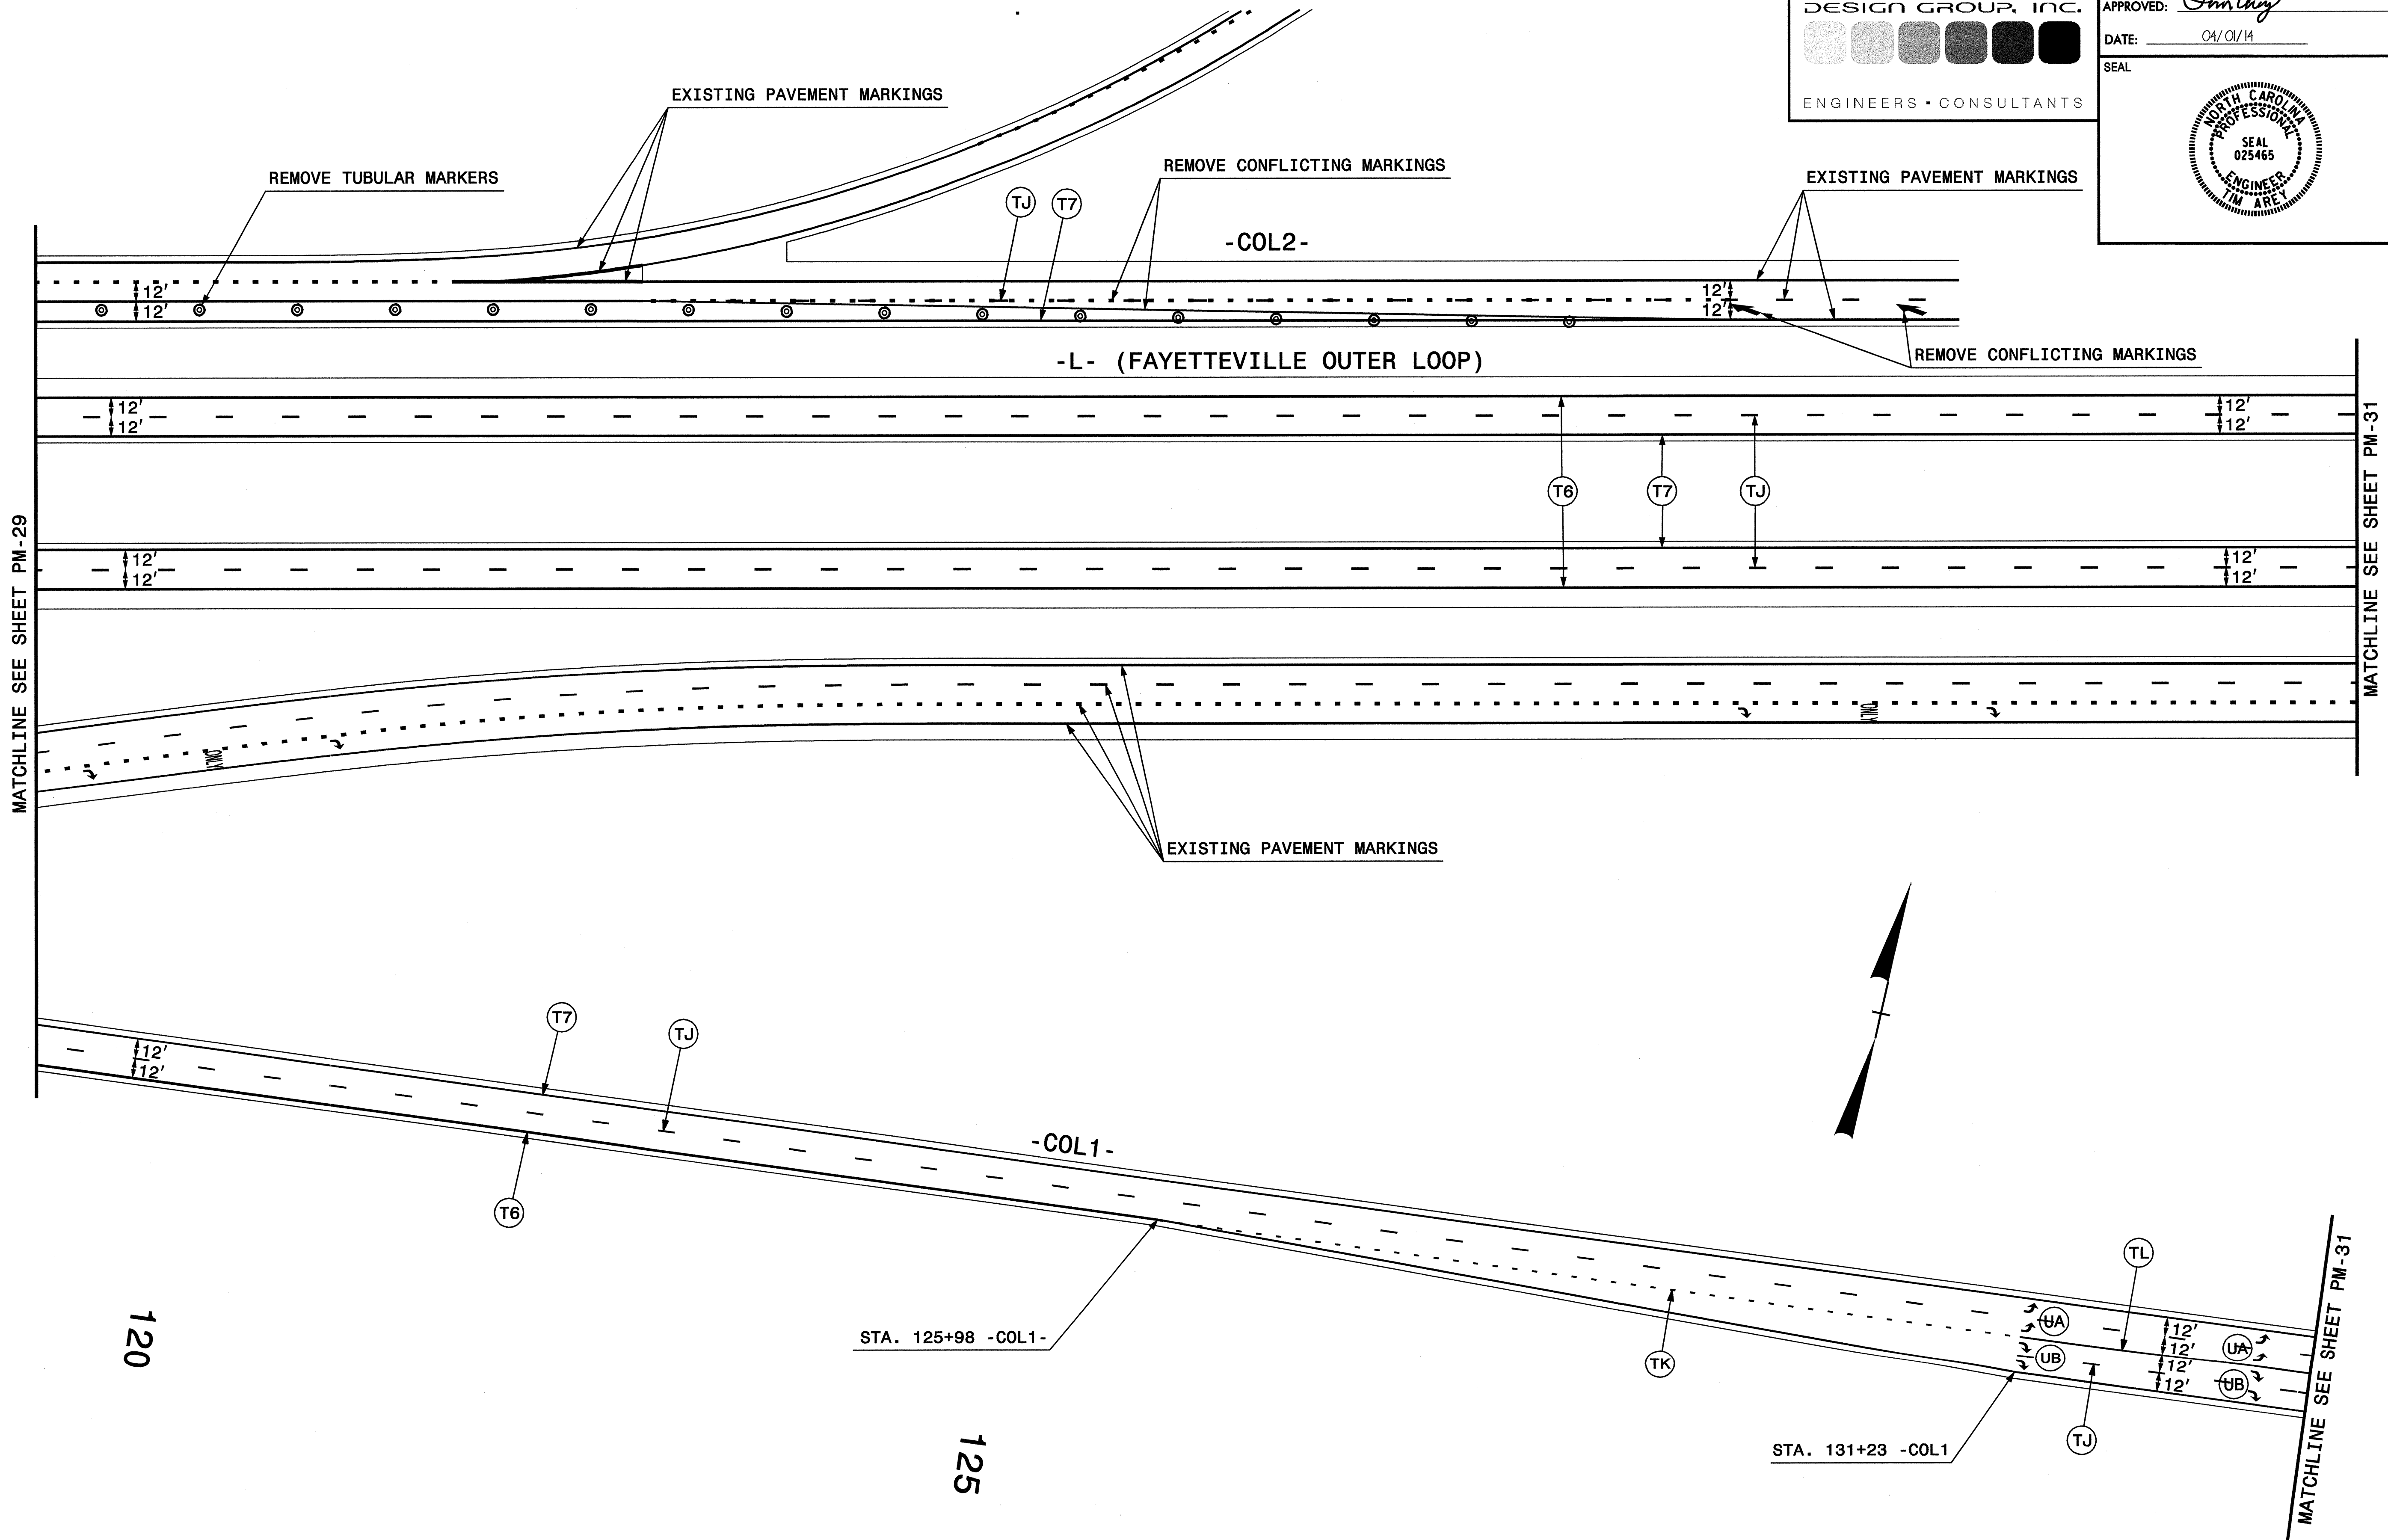 DESIGN GROUP, INC.
ENGINEERS • CONSULTANTS
APPROVED:
DATE: 04/01/14
SEAL
NORTH CAROLINA
PROFESSIONAL
SEAL
025465
ENGINEER
TIM AREY
EXISTING PAVEMENT MARKINGS
REMOVE TUBULAR MARKERS
REMOVE CONFLICTING MARKINGS
EXISTING PAVEMENT MARKINGS
TJ
T7
-COL2-
12'
12'
12'
12'
REMOVE CONFLICTING MARKINGS
-L- (FAYETTEVILLE OUTER LOOP)
12'
12'
12'
12'
T6
T7
TJ
12'
12'
12'
12'
MATCHLINE SEE SHEET PM-29
MATCHLINE SEE SHEET PM-31
ONLY
ONLY
EXISTING PAVEMENT MARKINGS
T7
TJ
12'
12'
-COL1-
T6
STA. 125+98 -COL1-
TK
TL
UA
UB
12'
12'
12'
12'
UA
UB
TJ
STA. 131+23 -COL1
120
125
MATCHLINE SEE SHEET PM-31